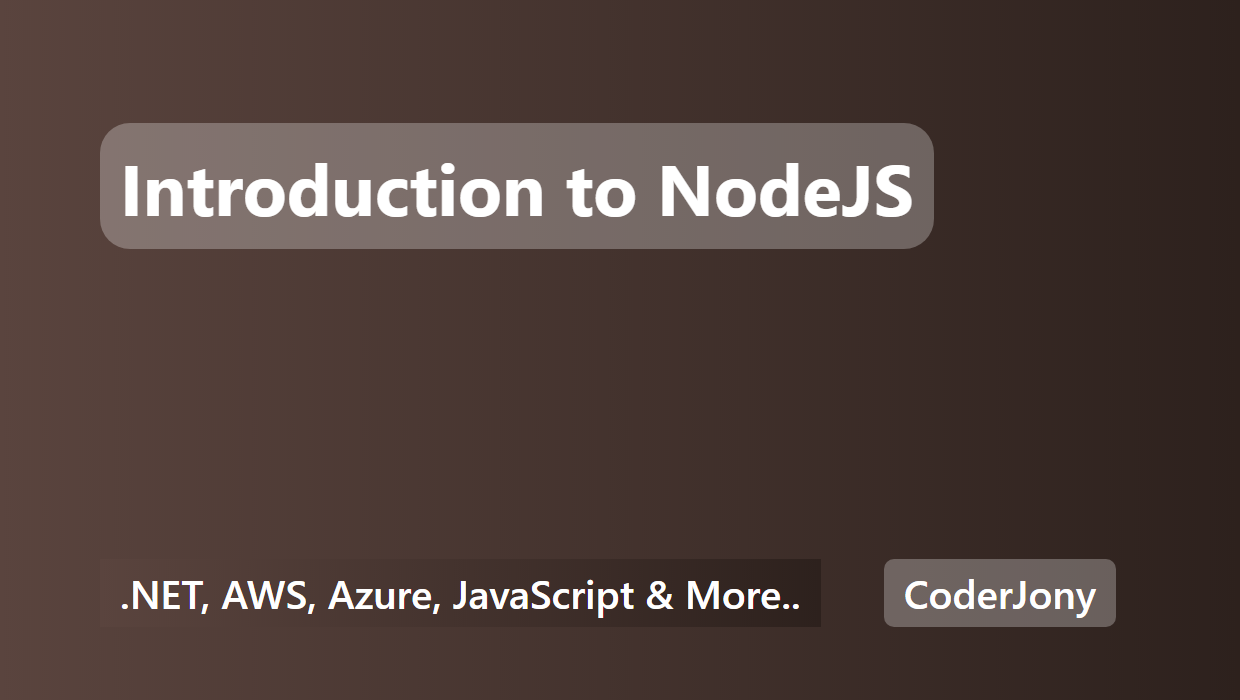 Introduction to NodeJS
.NET, AWS, Azure, JavaScript & More..
CoderJony